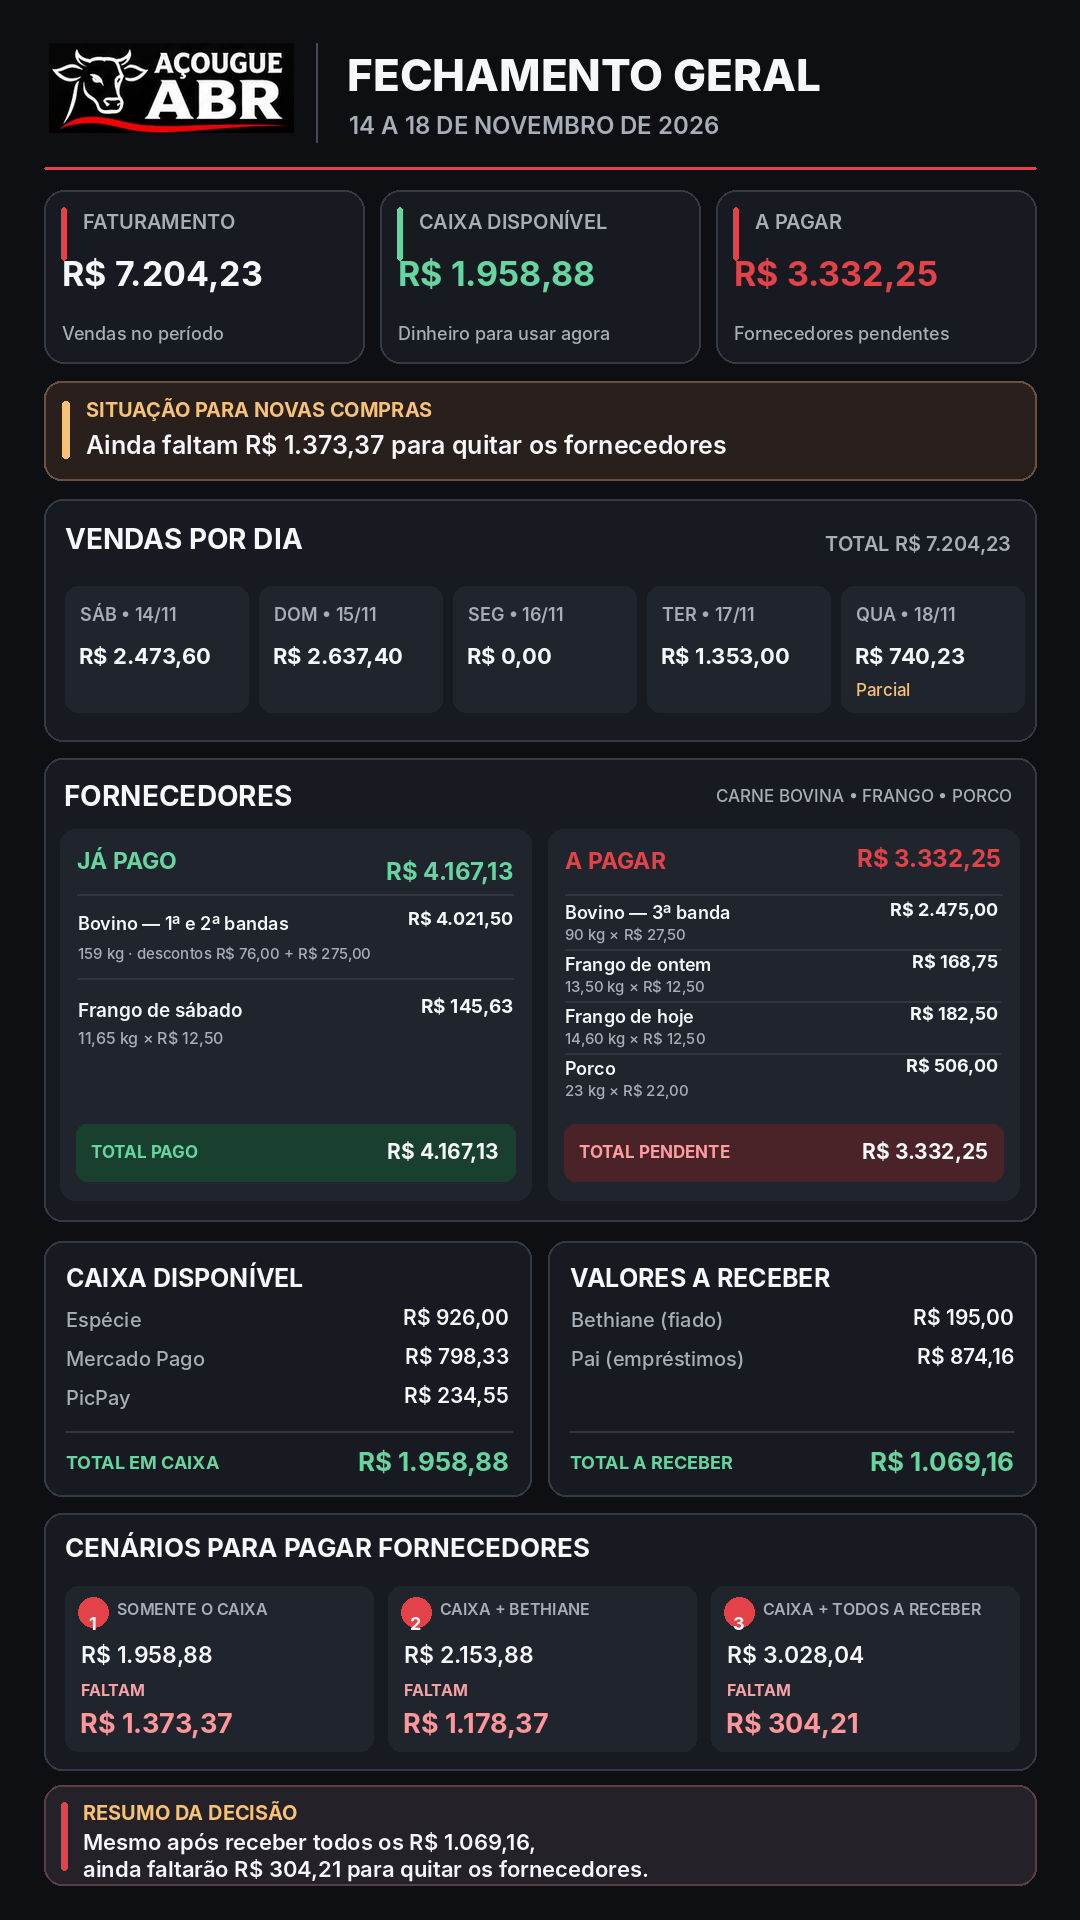 AÇOUGUE
ABR
FECHAMENTO GERAL
14 A 18 DE NOVEMBRO DE 2026
FATURAMENTO
R$ 7.204,23
Vendas no período
CAIXA DISPONÍVEL
R$ 1.958,88
Dinheiro para usar agora
A PAGAR
R$ 3.332,25
Fornecedores pendentes
SITUAÇÃO PARA NOVAS COMPRAS
Ainda faltam R$ 1.373,37 para quitar os fornecedores
VENDAS POR DIA
TOTAL R$ 7.204,23
SÁB • 14/11
R$ 2.473,60
DOM • 15/11
R$ 2.637,40
SEG • 16/11
R$ 0,00
TER • 17/11
R$ 1.353,00
QUA • 18/11
R$ 740,23
Parcial
FORNECEDORES
CARNE BOVINA • FRANGO • PORCO
JÁ PAGO
R$ 4.167,13
Bovino — 1ª e 2ª bandas
R$ 4.021,50
159 kg · descontos R$ 76,00 + R$ 275,00
Frango de sábado
R$ 145,63
11,65 kg × R$ 12,50
TOTAL PAGO
R$ 4.167,13
A PAGAR
R$ 3.332,25
Bovino — 3ª banda
R$ 2.475,00
90 kg × R$ 27,50
Frango de ontem
R$ 168,75
13,50 kg × R$ 12,50
Frango de hoje
R$ 182,50
14,60 kg × R$ 12,50
Porco
R$ 506,00
23 kg × R$ 22,00
TOTAL PENDENTE
R$ 3.332,25
CAIXA DISPONÍVEL
Espécie
R$ 926,00
Mercado Pago
R$ 798,33
PicPay
R$ 234,55
TOTAL EM CAIXA
R$ 1.958,88
VALORES A RECEBER
Bethiane (fiado)
R$ 195,00
Pai (empréstimos)
R$ 874,16
TOTAL A RECEBER
R$ 1.069,16
CENÁRIOS PARA PAGAR FORNECEDORES
1 SOMENTE O CAIXA
R$ 1.958,88
FALTAM
R$ 1.373,37
2 CAIXA + BETHIANE
R$ 2.153,88
FALTAM
R$ 1.178,37
3 CAIXA + TODOS A RECEBER
R$ 3.028,04
FALTAM
R$ 304,21
RESUMO DA DECISÃO
Mesmo após receber todos os R$ 1.069,16,
ainda faltarão R$ 304,21 para quitar os fornecedores.